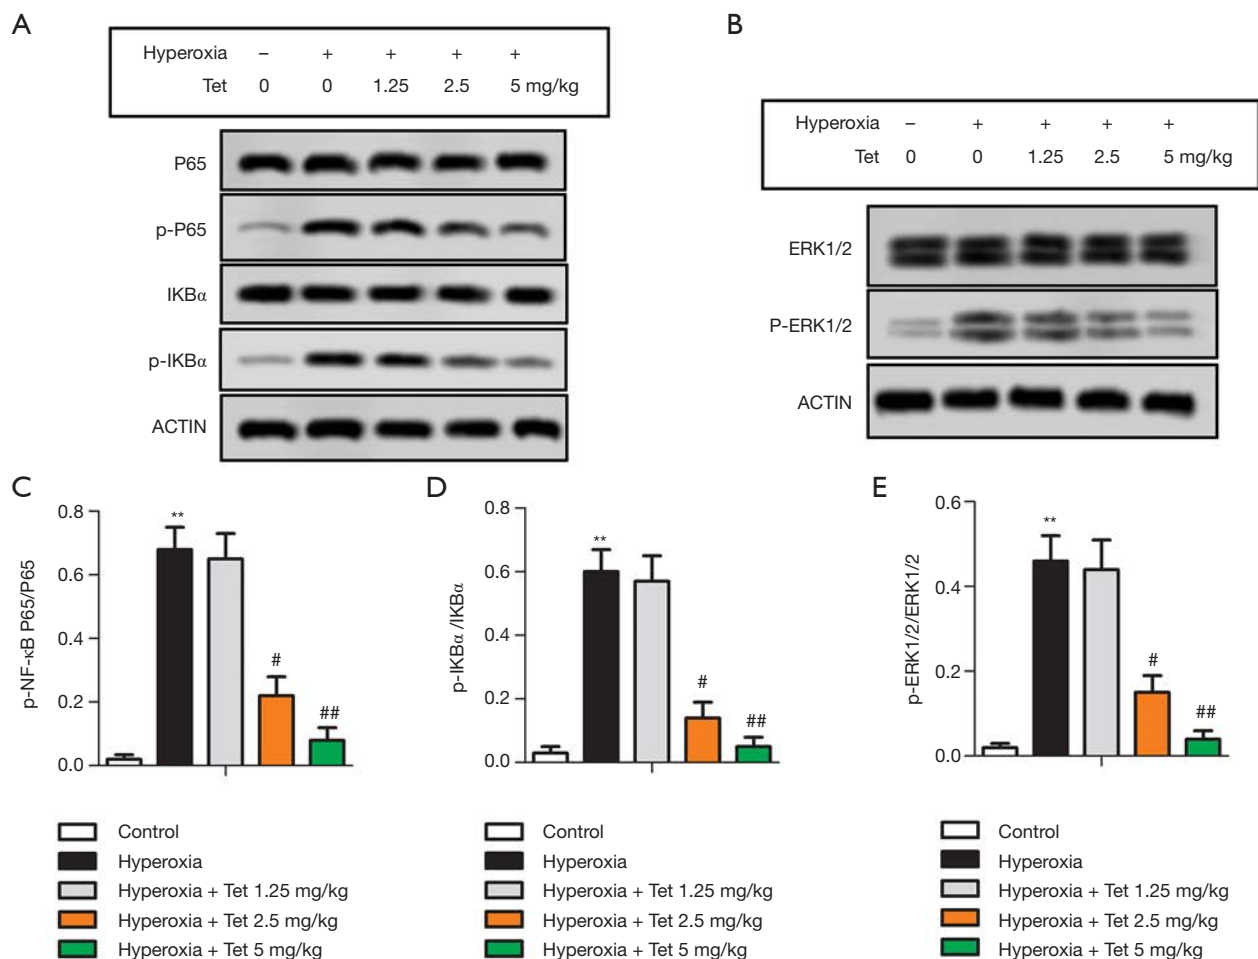 A
Hyperoxia – + + + +
Tet 0 0 1.25 2.5 5 mg/kg
P65
p-P65
IKBα
p-IKBα
ACTIN
B
Hyperoxia – + + + +
Tet 0 0 1.25 2.5 5 mg/kg
ERK1/2
P-ERK1/2
ACTIN
C
p-NF-κB P65/P65
0.8
0.6
0.4
0.2
0.0
**
#
##
Control
Hyperoxia
Hyperoxia + Tet 1.25 mg/kg
Hyperoxia + Tet 2.5 mg/kg
Hyperoxia + Tet 5 mg/kg
D
p-IKBα /IKBα
0.8
0.6
0.4
0.2
0.0
**
#
##
Control
Hyperoxia
Hyperoxia + Tet 1.25 mg/kg
Hyperoxia + Tet 2.5 mg/kg
Hyperoxia + Tet 5 mg/kg
E
p-ERK1/2/ERK1/2
0.6
0.4
0.2
0.0
**
#
##
Control
Hyperoxia
Hyperoxia + Tet 1.25 mg/kg
Hyperoxia + Tet 2.5 mg/kg
Hyperoxia + Tet 5 mg/kg